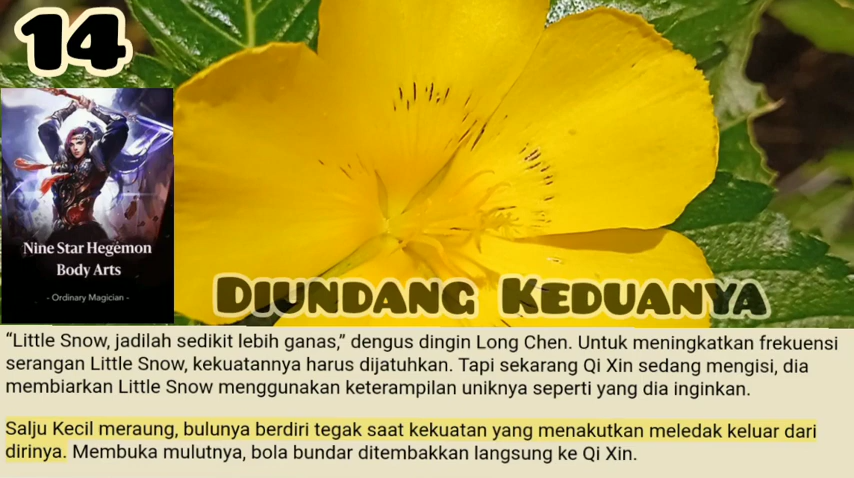 14
Nine Star Hegemon
Body Arts
- Ordinary Magician -
Diundang Keduanya
“Little Snow, jadilah sedikit lebih ganas,” dengus dingin Long Chen. Untuk meningkatkan frekuensi
serangan Little Snow, kekuatannya harus dijatuhkan. Tapi sekarang Qi Xin sedang mengisi, dia
membiarkan Little Snow menggunakan keterampilan uniknya seperti yang dia inginkan.
Salju Kecil meraung, bulunya berdiri tegak saat kekuatan yang menakutkan meledak keluar dari
dirinya. Membuka mulutnya, bola bundar ditembakkan langsung ke Qi Xin.